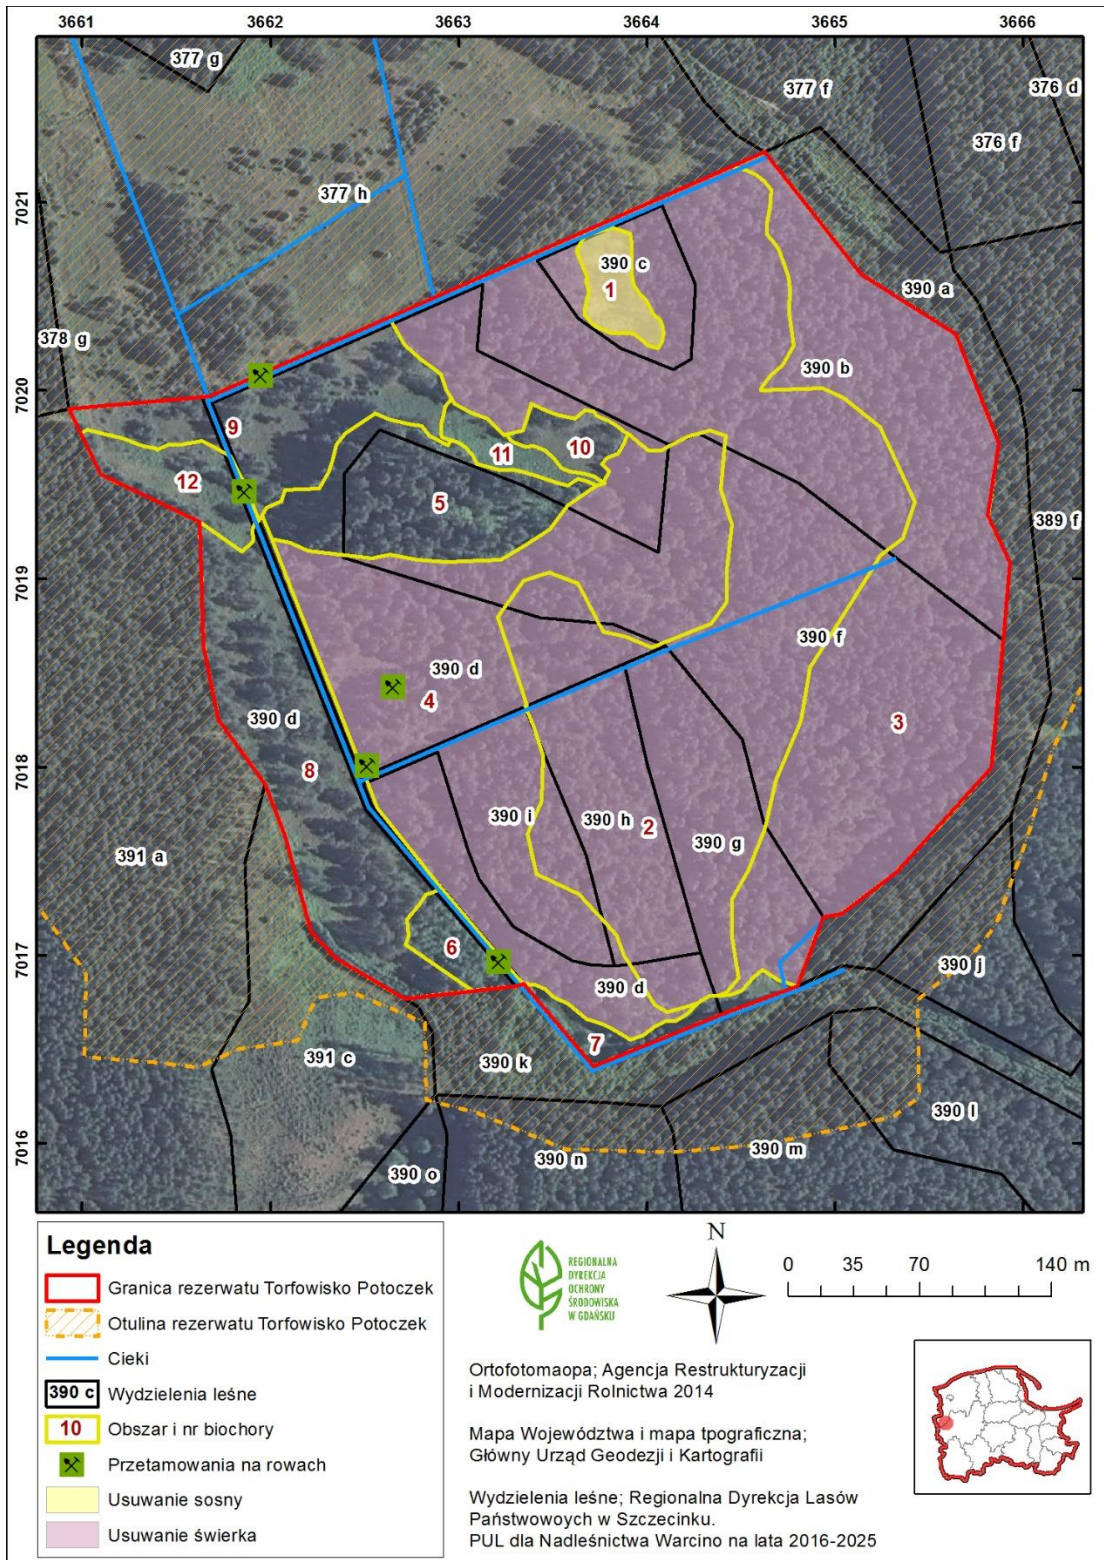 3661 3662 3663 3664 3665 3666
377 g
377 f
376 d
376 f
377 h
7021
390 c
1
390 a
378 g
390 b
7020
9
10
11
12
5
389 f
7019
390 f
390 d
4
3
390 d
8
7018
390 i
390 h
2
390 g
391 a
6
7017
390 j
390 d
7
391 c
390 k
390 l
7016
390 m
390 n
390 o
Legenda
Granica rezerwatu Torfowisko Potoczek
Otulina rezerwatu Torfowisko Potoczek
Cieki
390 c Wydzielenia leśne
10 Obszar i nr biochory
Przetamowania na rowach
Usuwanie sosny
Usuwanie świerka
REGIONALNA
DYREKCJA
OCHRONY
ŚRODOWISKA
W GDAŃSKU
N
0 35 70 140 m
Ortofotomaopa; Agencja Restrukturyzacji
i Modernizacji Rolnictwa 2014
Mapa Województwa i mapa tpograficzna;
Główny Urząd Geodezji i Kartografii
Wydzielenia leśne; Regionalna Dyrekcja Lasów
Państwowoych w Szczecinku.
PUL dla Nadleśnictwa Warcino na lata 2016-2025